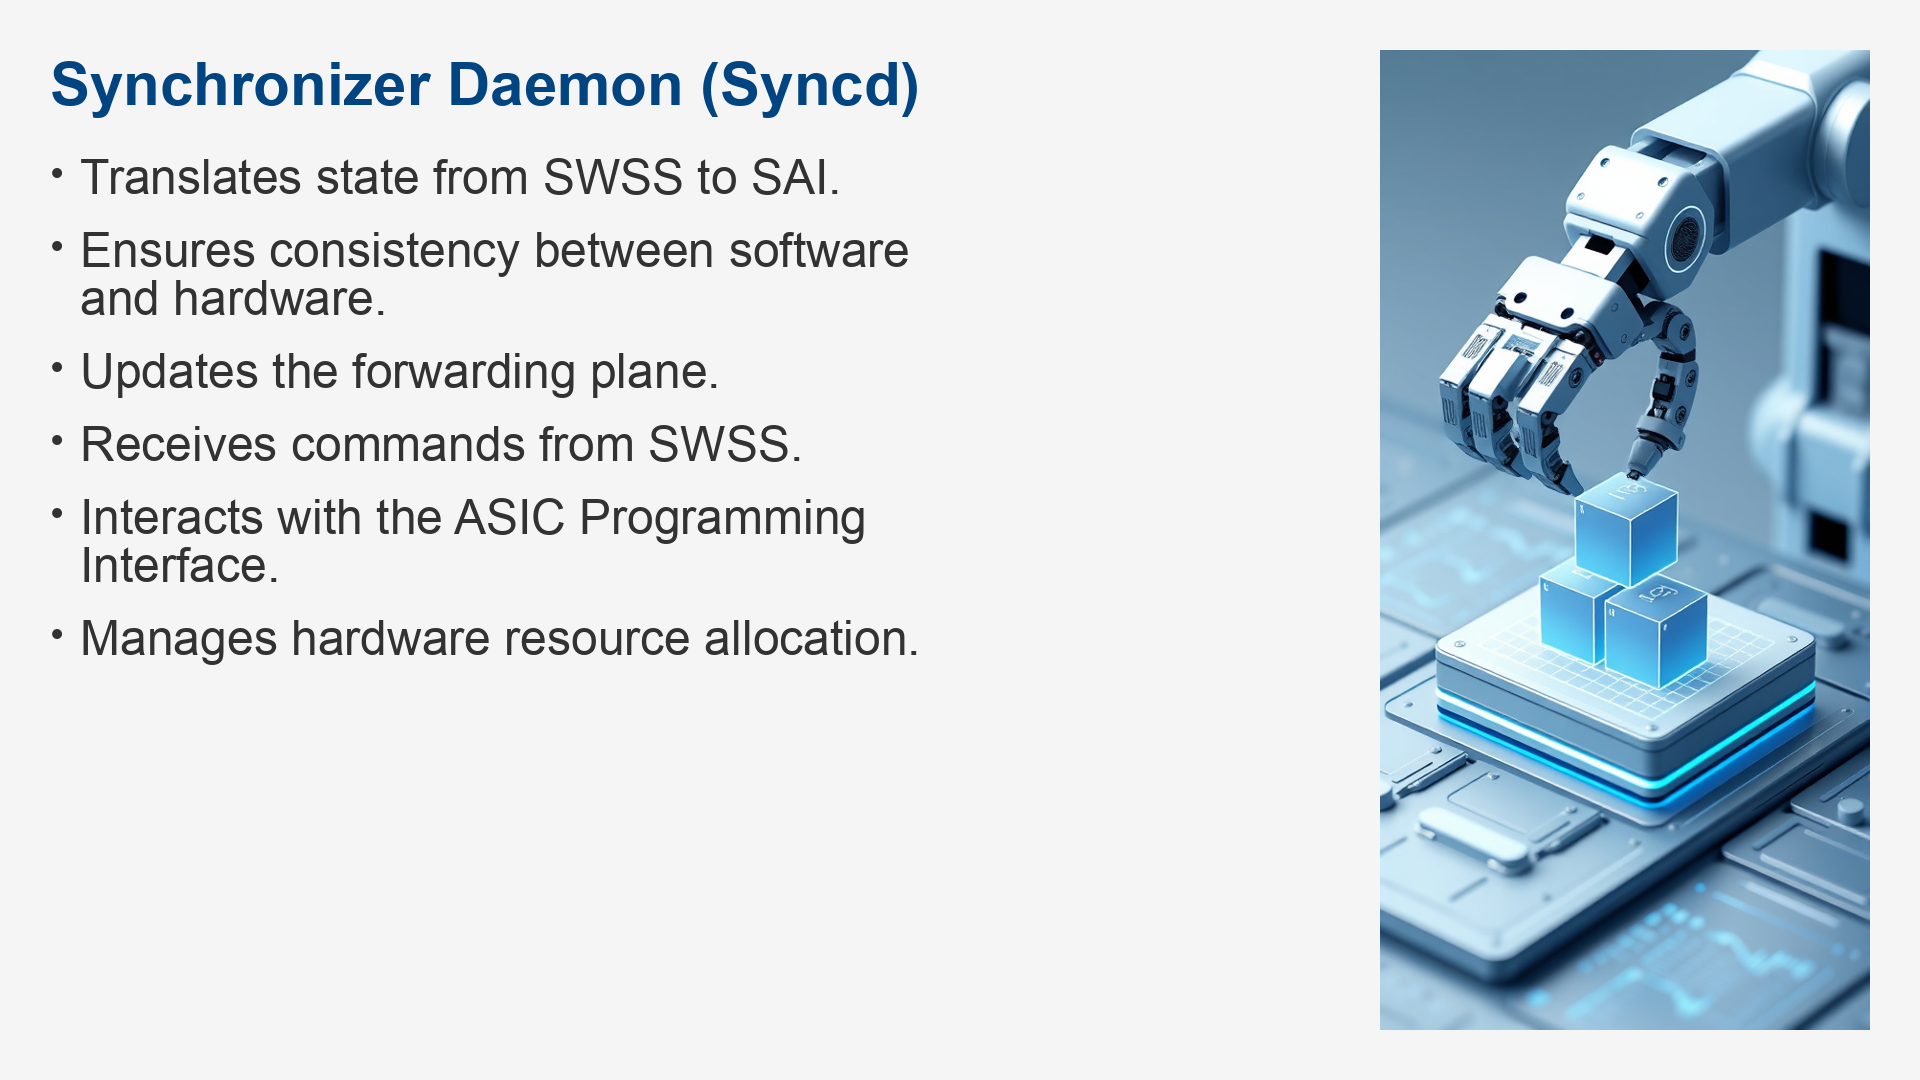 Synchronizer Daemon (Syncd)
• Translates state from SWSS to SAI.
• Ensures consistency between software
and hardware.
• Updates the forwarding plane.
• Receives commands from SWSS.
• Interacts with the ASIC Programming
Interface.
• Manages hardware resource allocation.